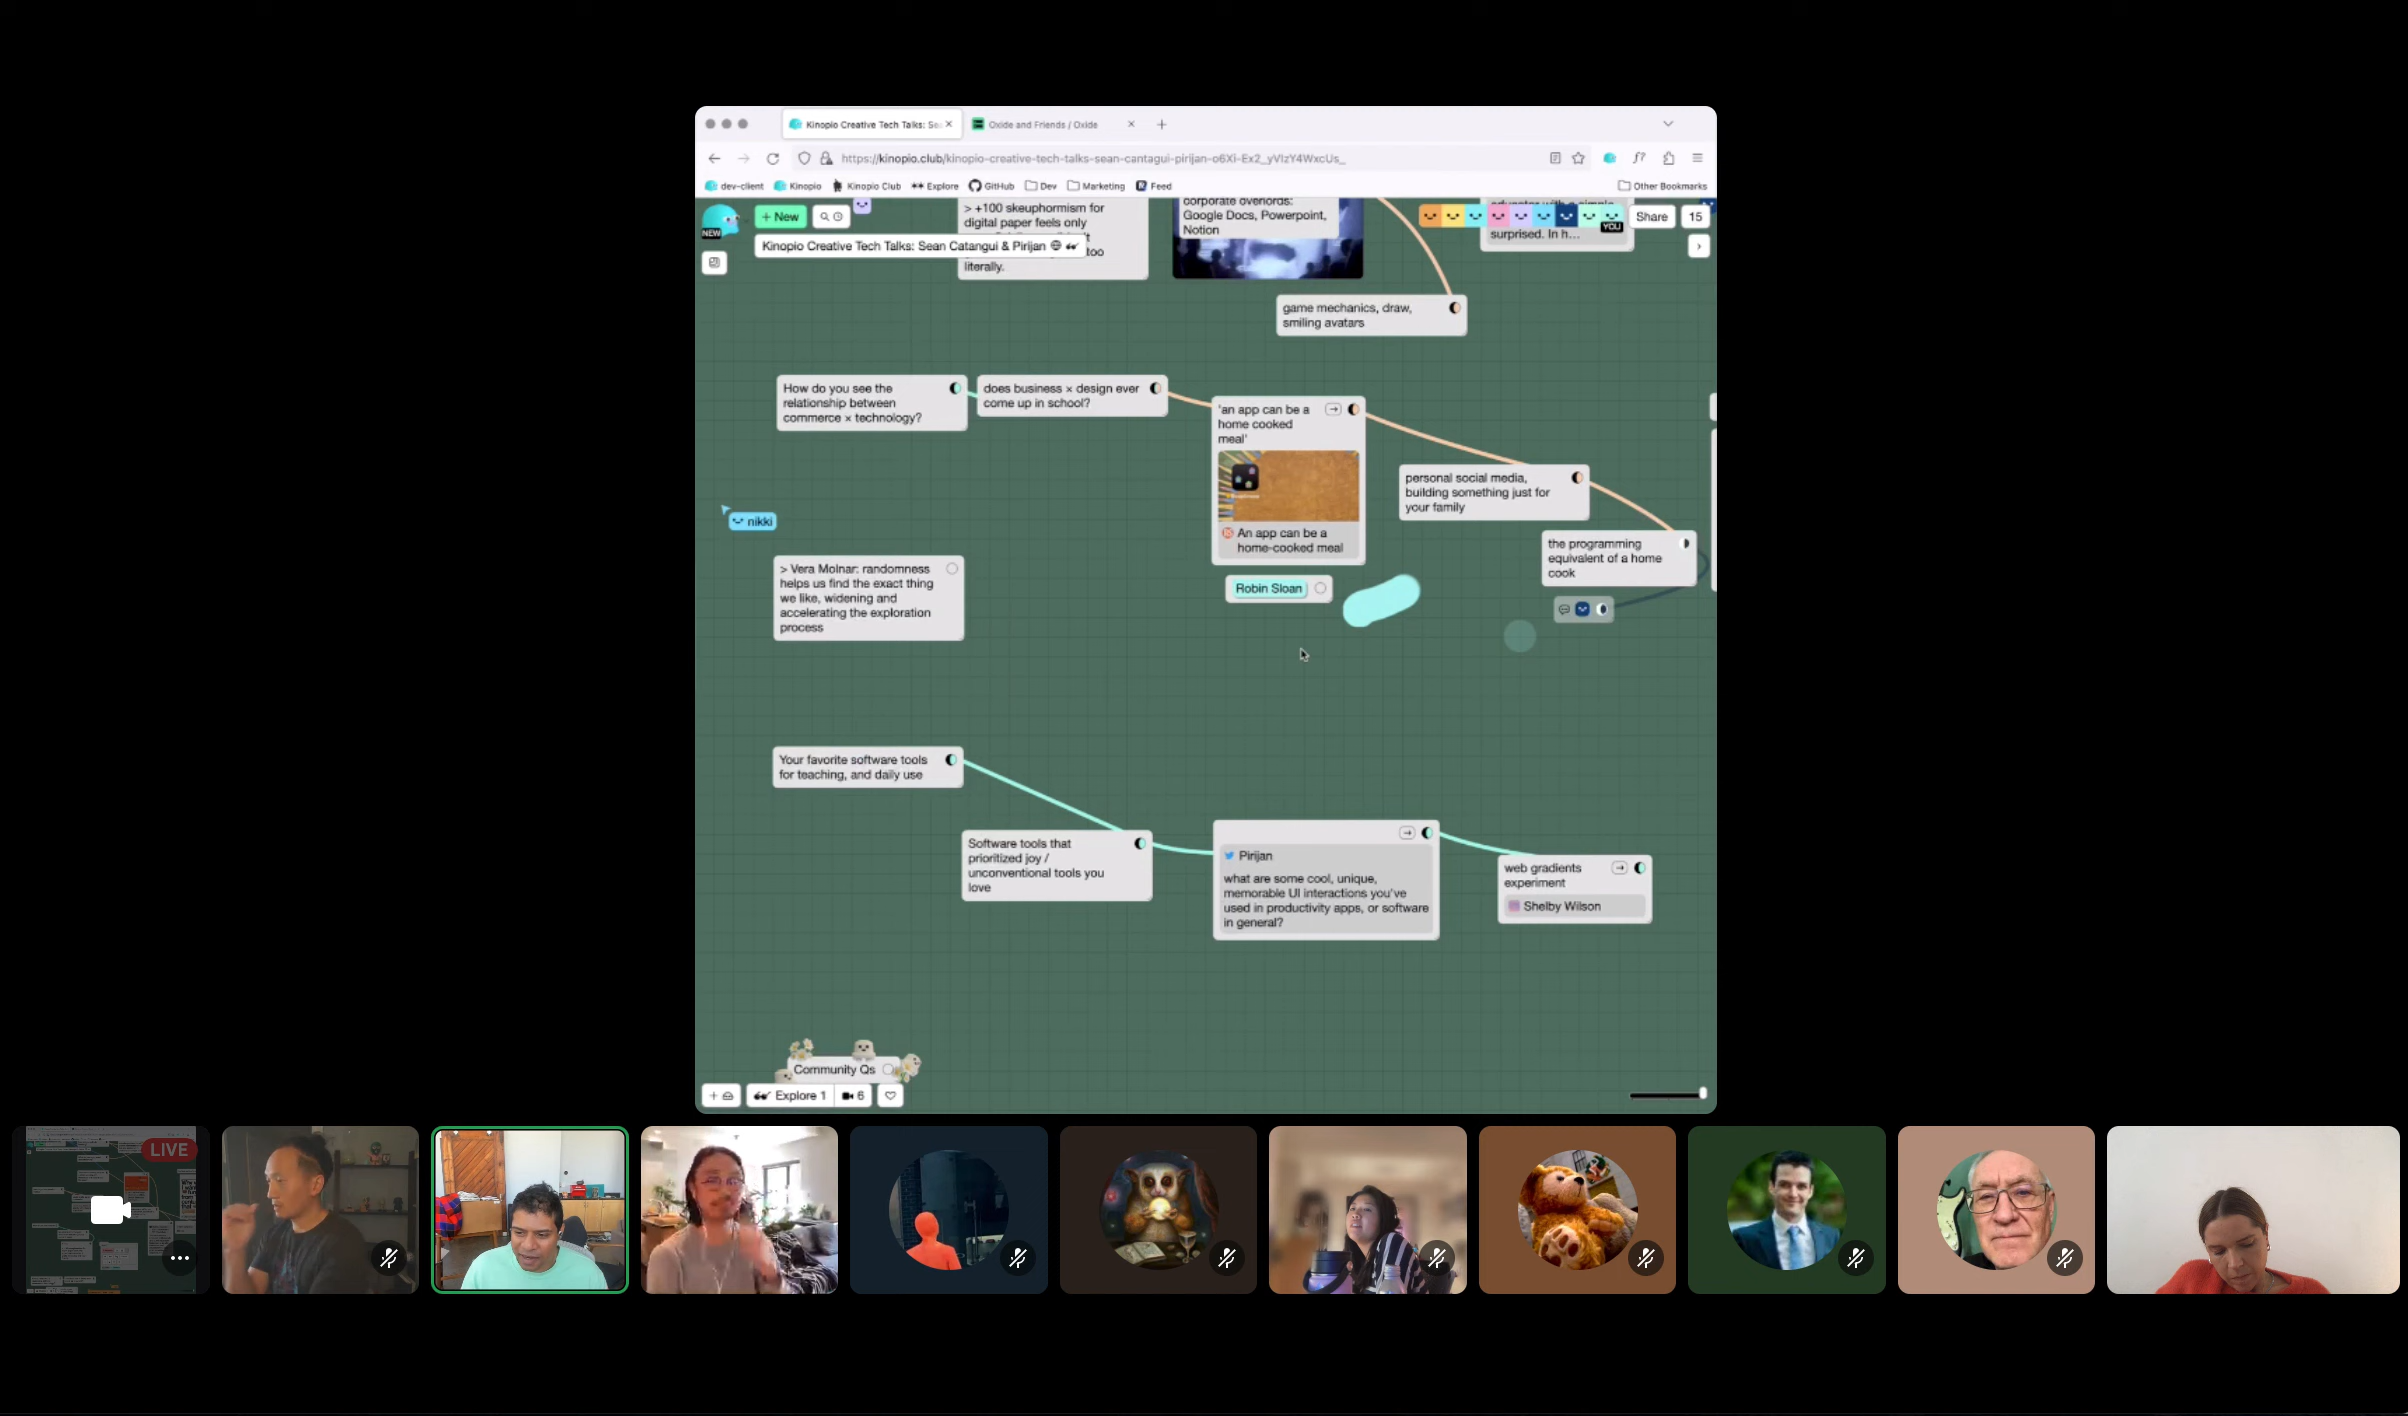 Kinopio Creative Tech Talks: Se
Oxide and Friends / Oxide
https://kinopio.club/kinopio-creative-tech-talks-sean-cantagui-pirijan-o6Xi-Ex2_yVIzY4WxcUs_
dev-client
Kinopio
Kinopio Club
Explore
GitHub
Dev
Marketing
Feed
Other Bookmarks
NEW
+ New
> +100 skeuphormism for
digital paper feels only
too
literally.
Kinopio Creative Tech Talks: Sean Catangui & Pirijan
corporate overlords:
Google Docs, Powerpoint,
Notion
surprised. In h...
YOU
Share
15
game mechanics, draw,
smiling avatars
How do you see the
relationship between
commerce × technology?
does business × design ever
come up in school?
'an app can be a
home cooked
meal'
An app can be a
home-cooked meal
Robin Sloan
personal social media,
building something just for
your family
the programming
equivalent of a home
cook
nikki
> Vera Molnar: randomness
helps us find the exact thing
we like, widening and
accelerating the exploration
process
Your favorite software tools
for teaching, and daily use
Software tools that
prioritized joy /
unconventional tools you
love
Pirijan
what are some cool, unique,
memorable UI interactions you've
used in productivity apps, or software
in general?
web gradients
experiment
Shelby Wilson
Community Qs
Explore 1
6
LIVE